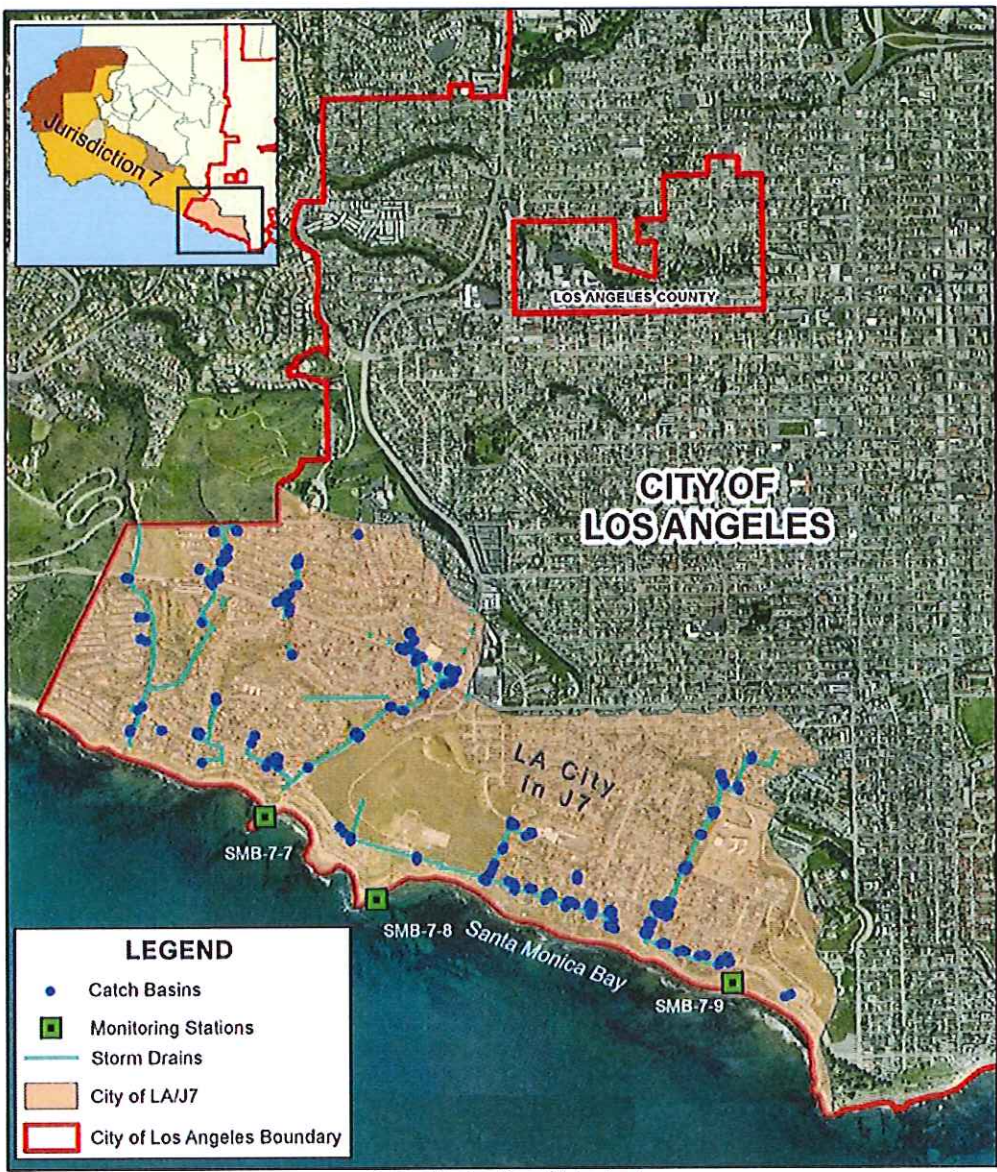 Jurisdiction 7
LOS ANGELES COUNTY
CITY OF
LOS ANGELES
LA City
in J7
SMB-7-7
SMB-7-8
Santa Monica Bay
SMB-7-9
LEGEND
Catch Basins
Monitoring Stations
Storm Drains
City of LA/J7
City of Los Angeles Boundary